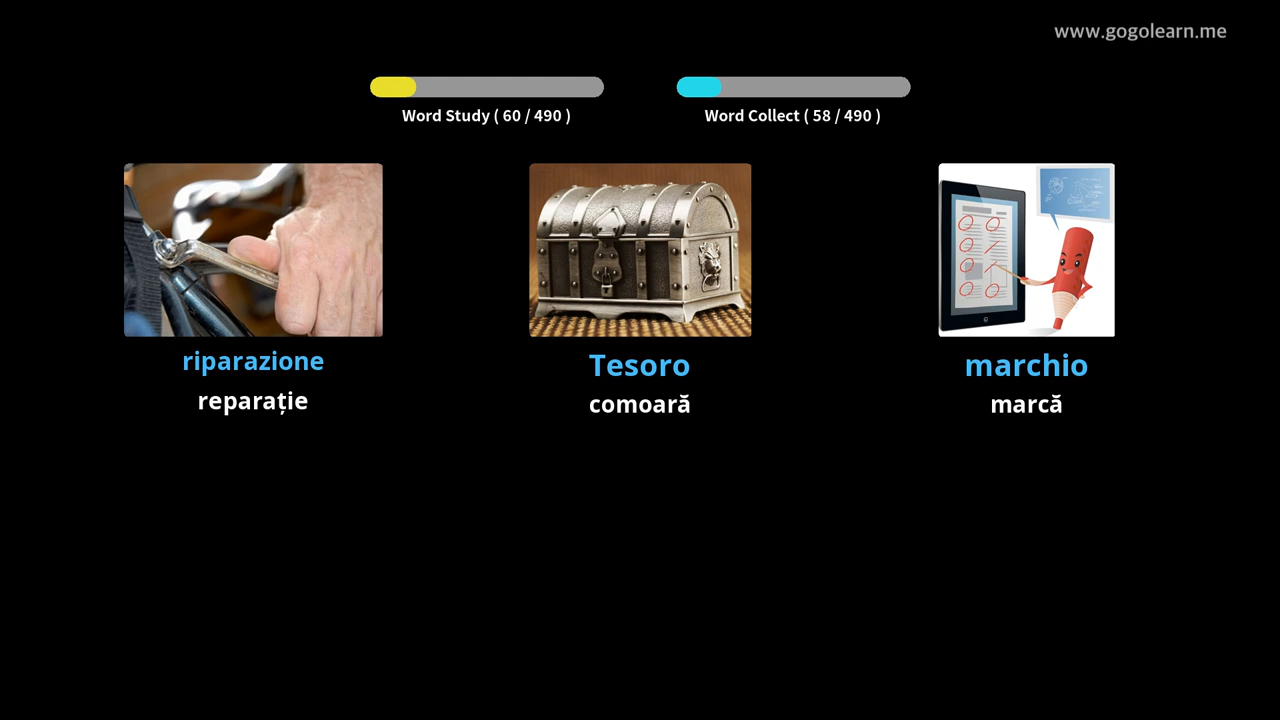 www.gogolearn.me
Word Study ( 60 / 490 )
Word Collect ( 58 / 490 )
riparazione
reparație
Tesoro
comoară
marchio
marcă